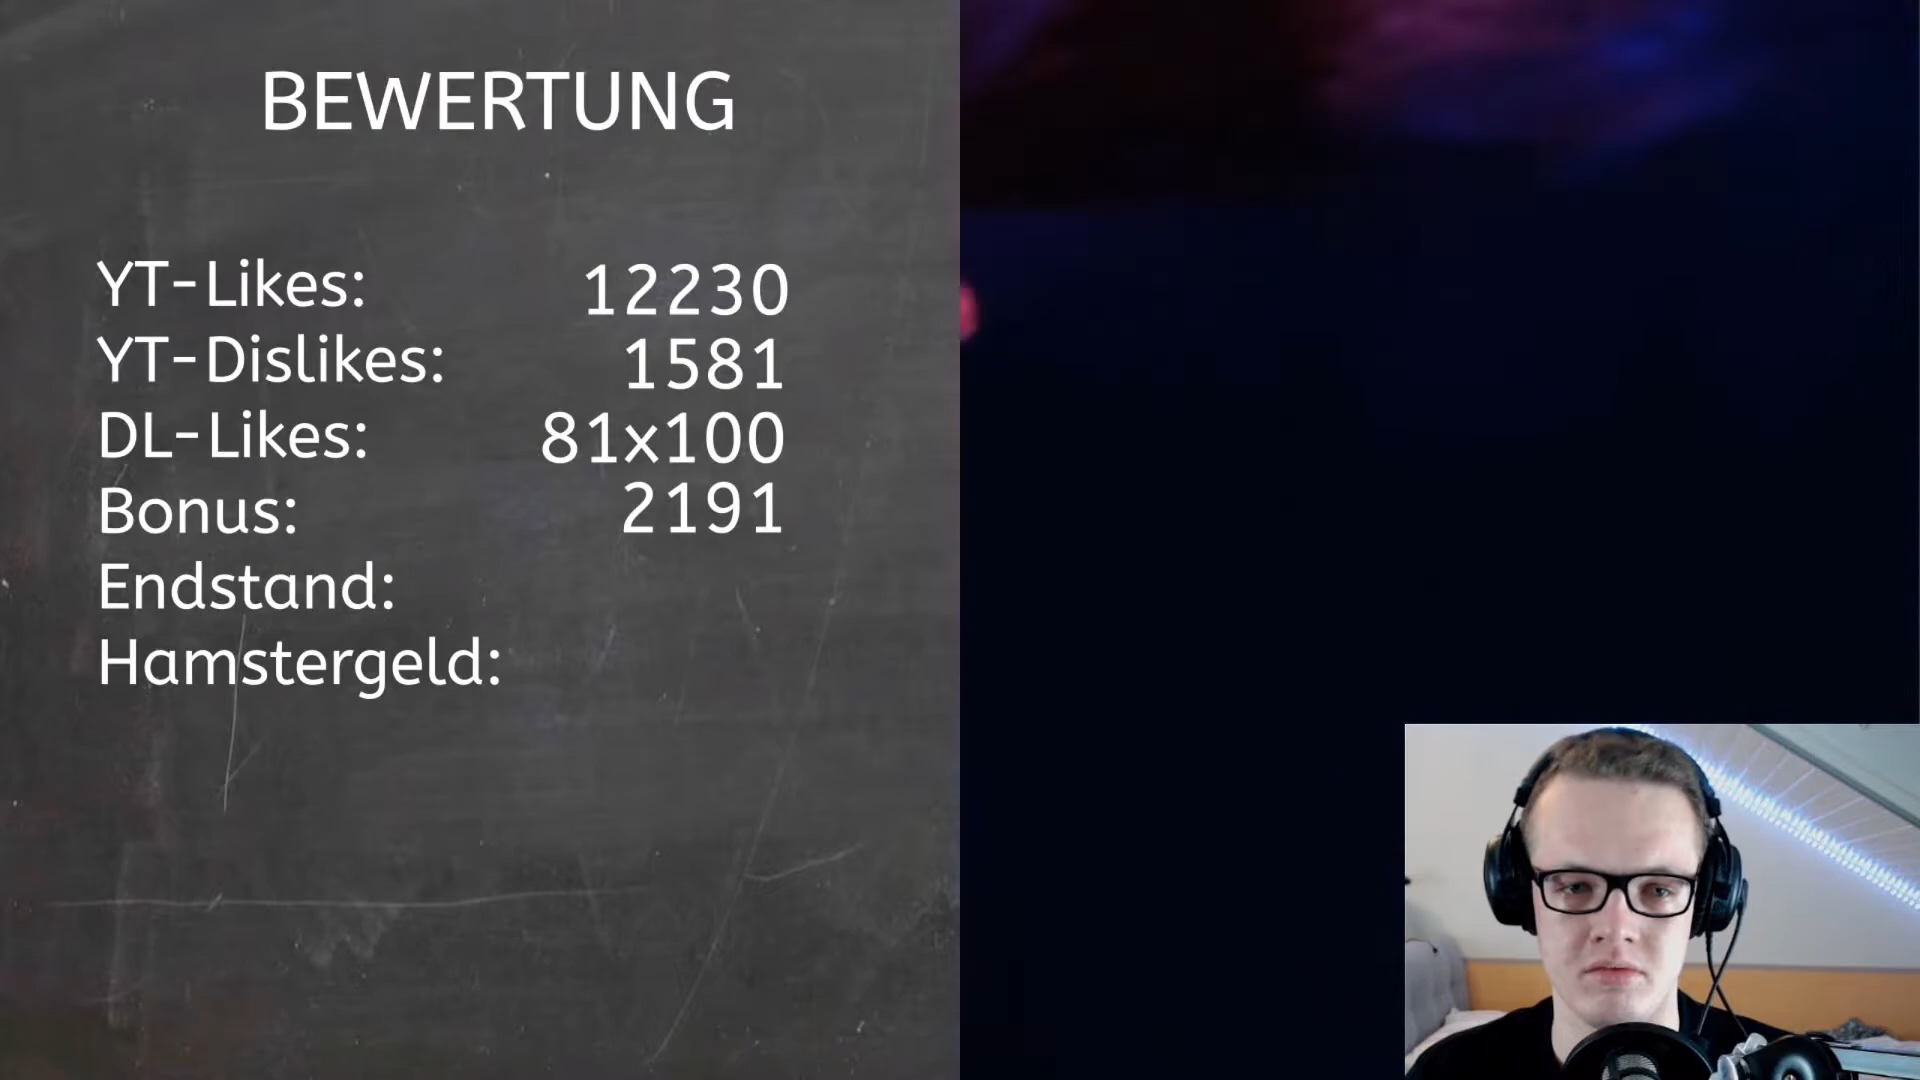 BEWERTUNG
YT-Likes: 12230
YT-Dislikes: 1581
DL-Likes: 81x100
Bonus: 2191
Endstand:
Hamstergeld: